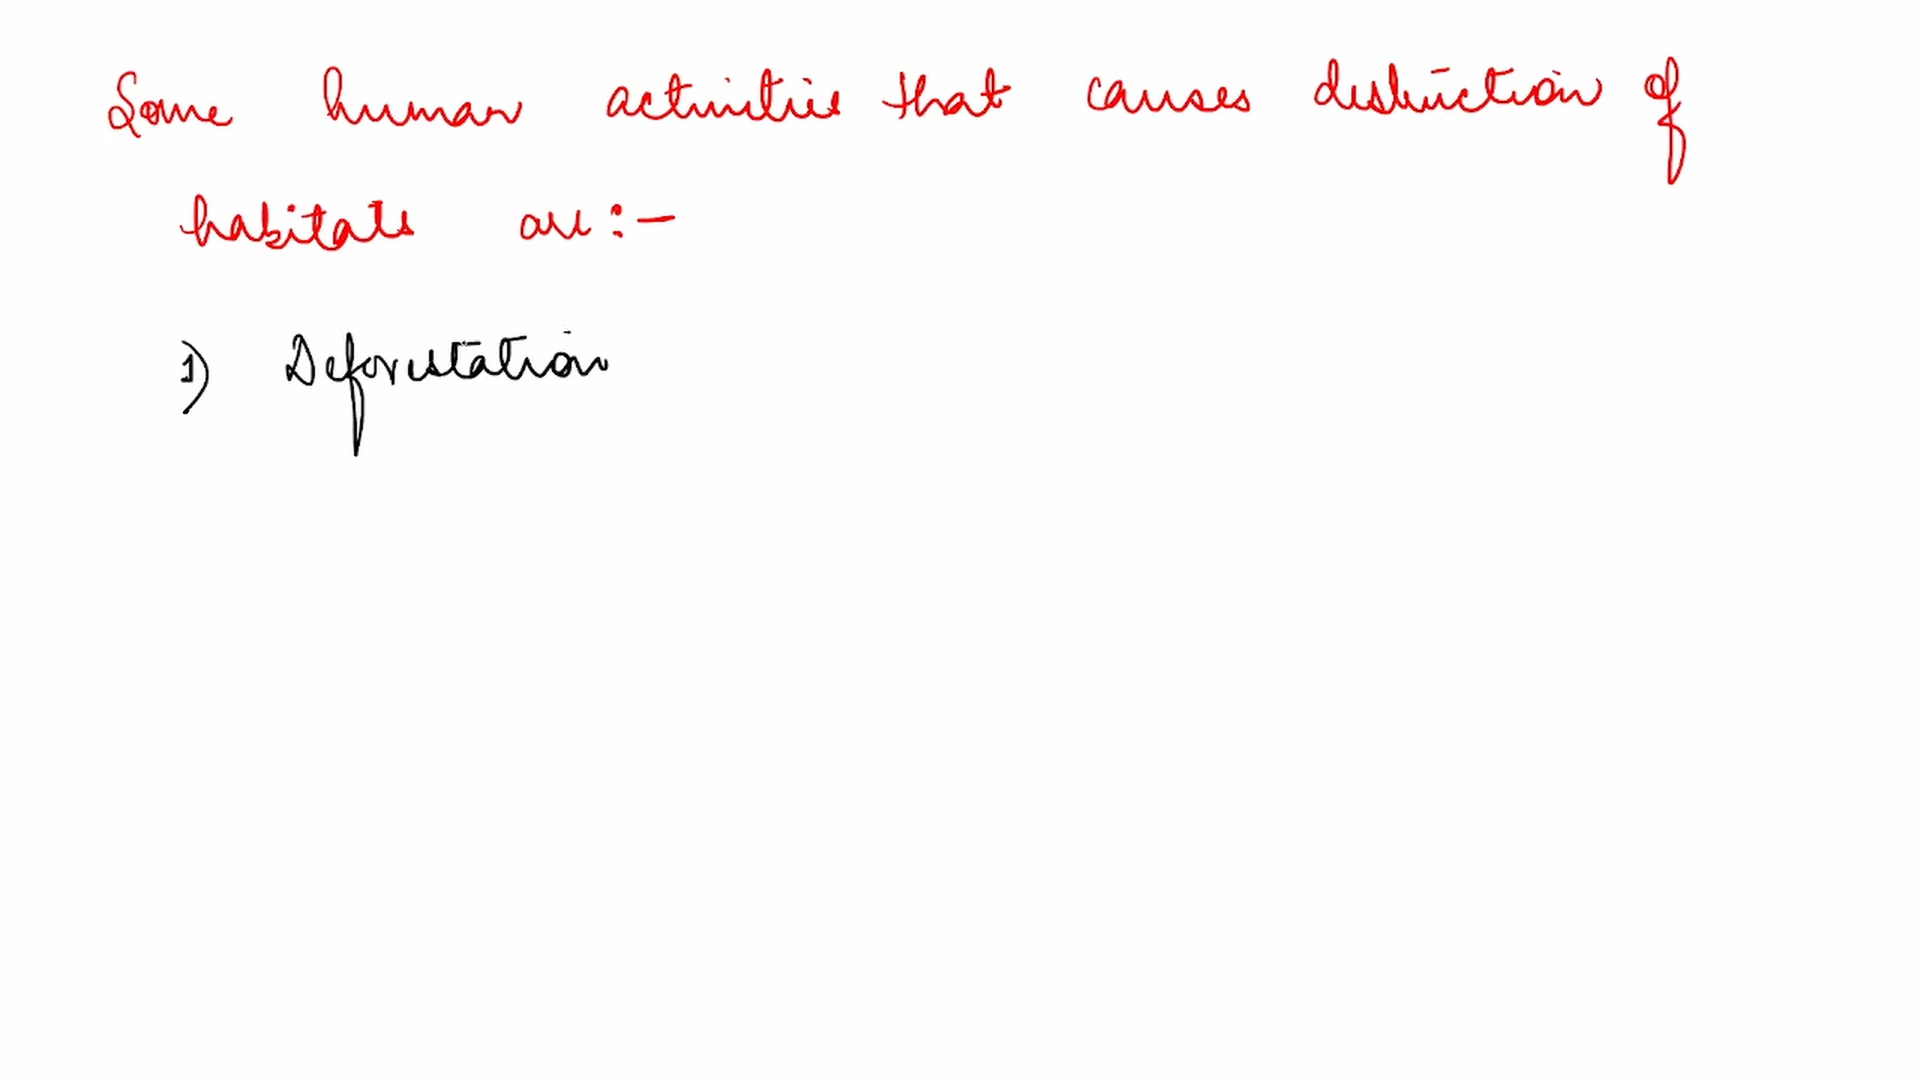 Some human activities that causes destruction of
habitats are :-
1) Deforestation